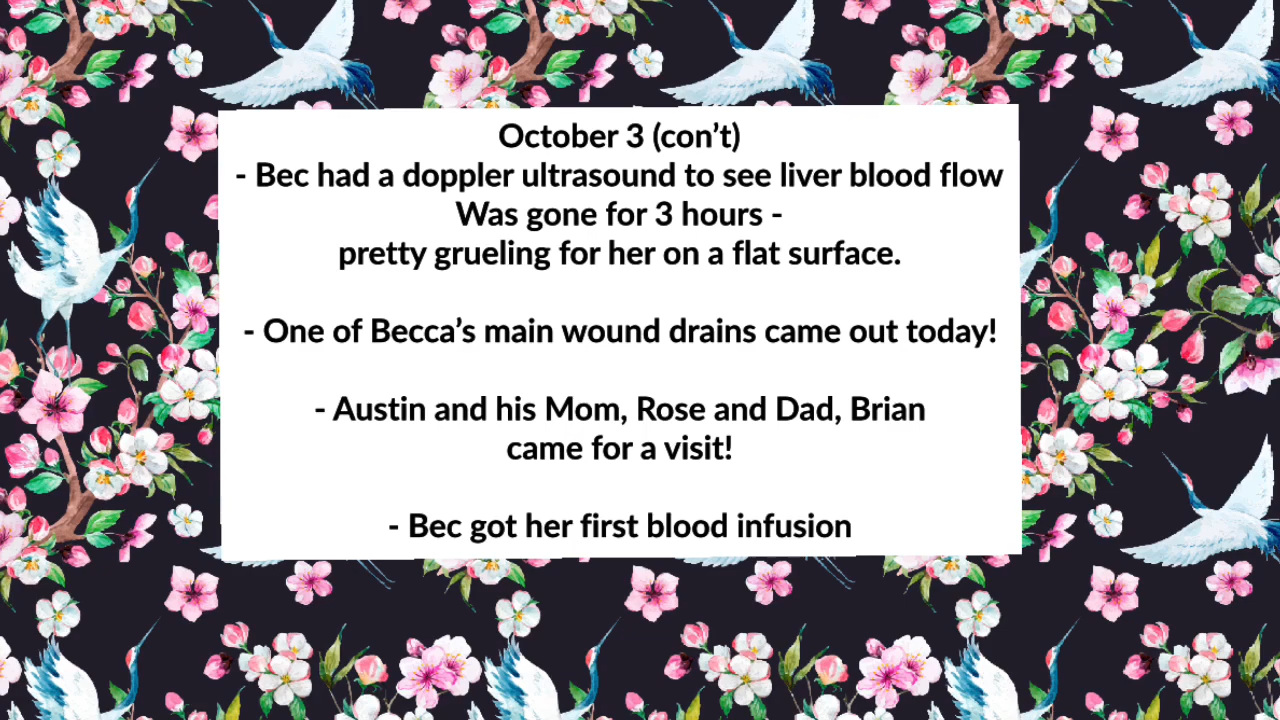 October 3 (con’t)
- Bec had a doppler ultrasound to see liver blood flow
Was gone for 3 hours -
pretty grueling for her on a flat surface.
- One of Becca’s main wound drains came out today!
- Austin and his Mom, Rose and Dad, Brian
came for a visit!
- Bec got her first blood infusion